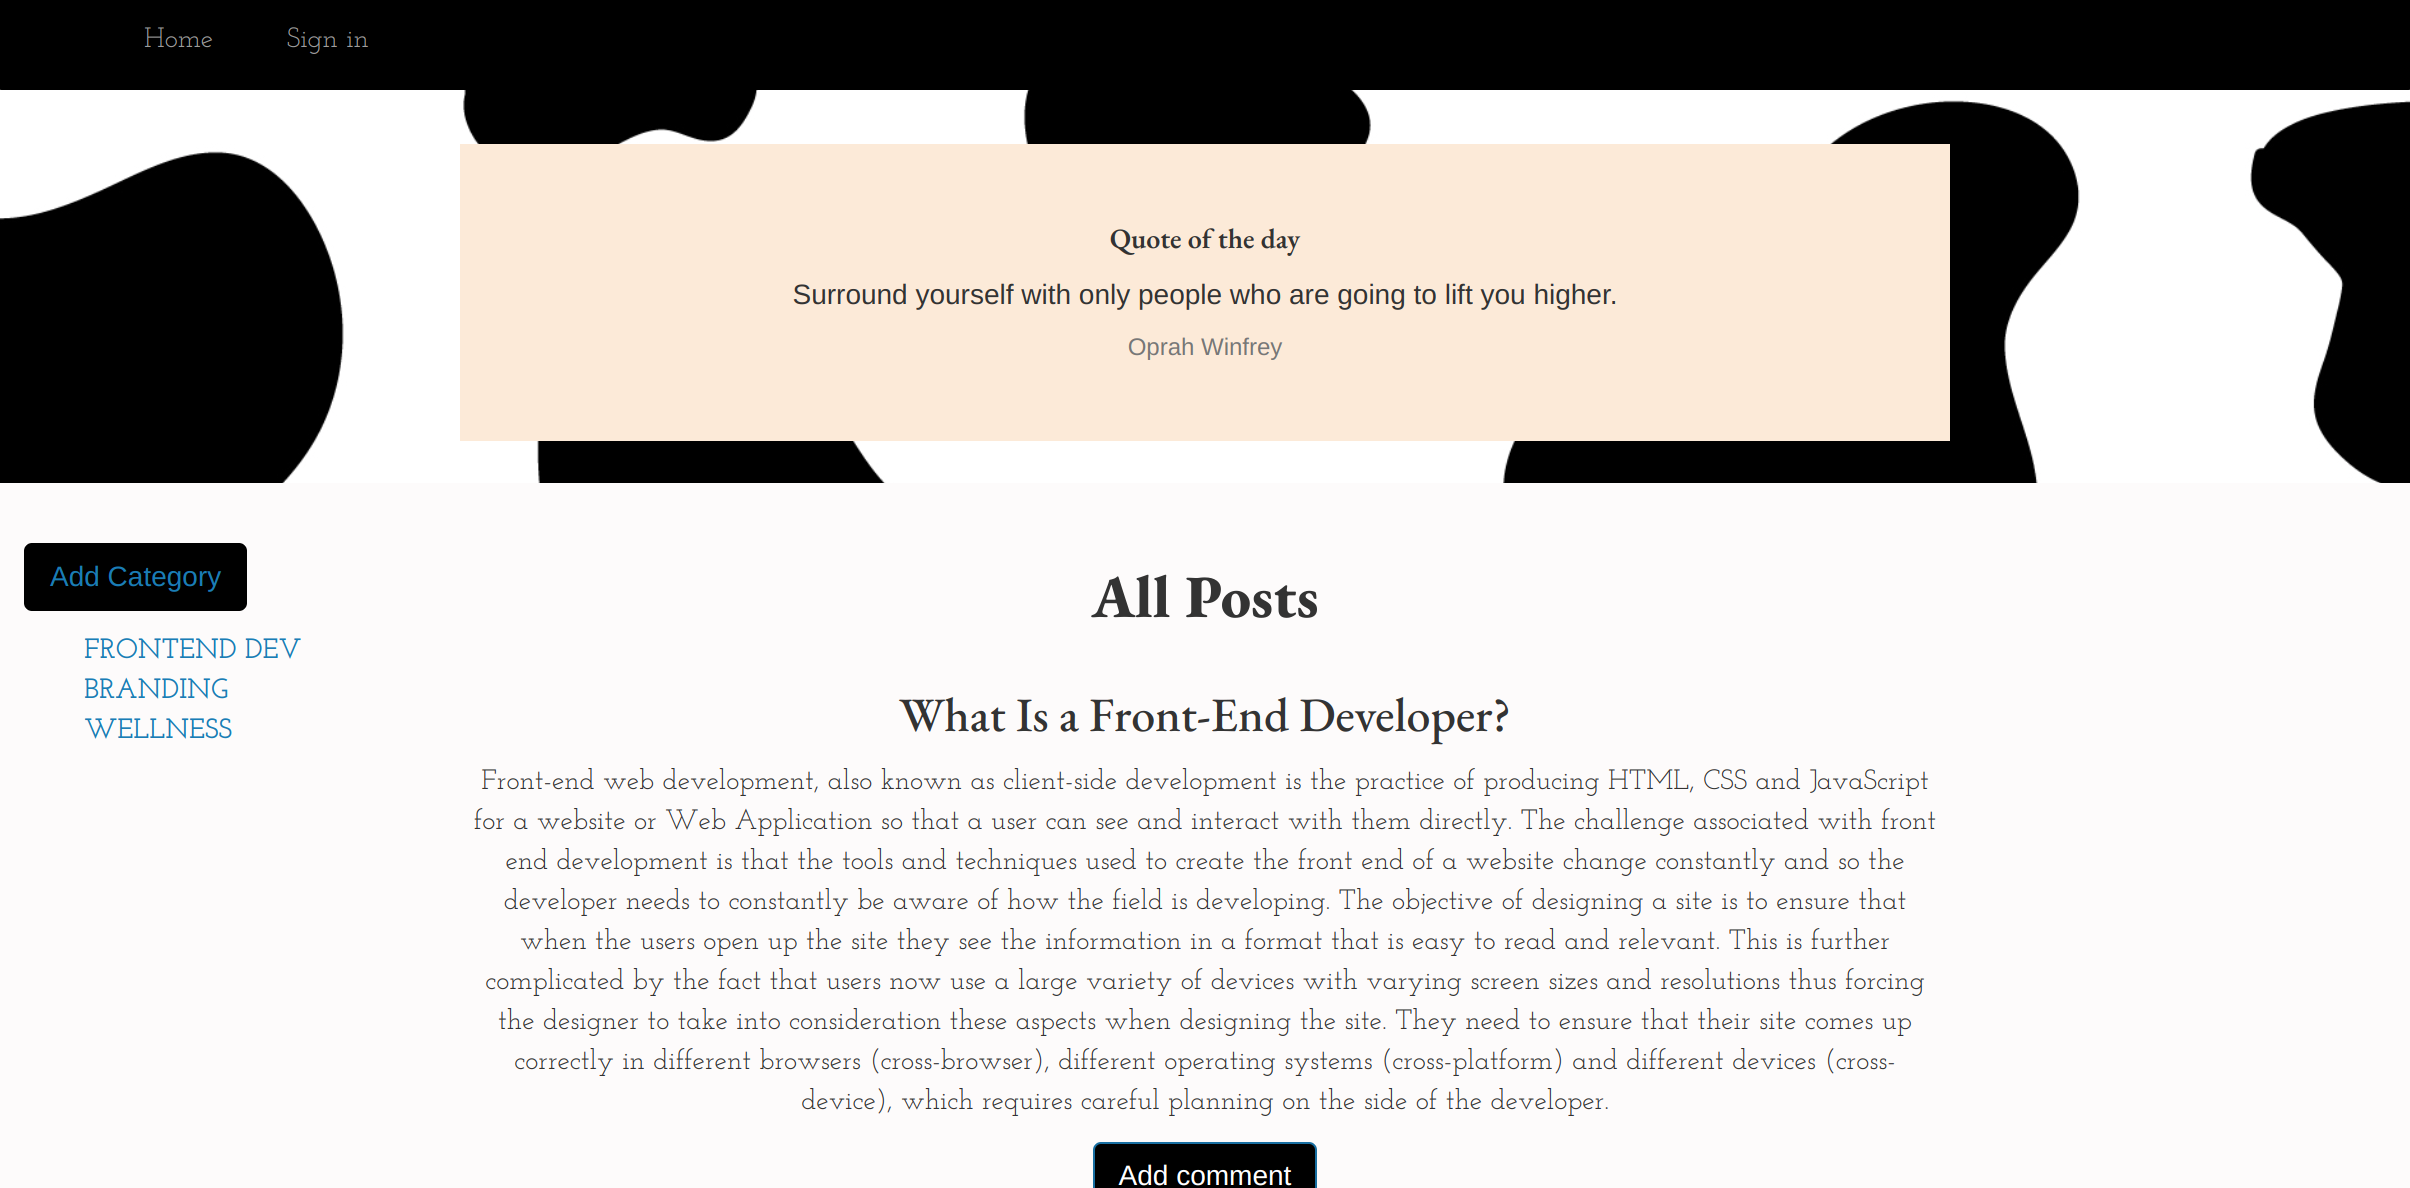 Home Sign in
Quote of the day
Surround yourself with only people who are going to lift you higher.
Oprah Winfrey
Add Category
FRONTEND DEV
BRANDING
WELLNESS
All Posts
What Is a Front-End Developer?
Front-end web development, also known as client-side development is the practice of producing HTML, CSS and JavaScript
for a website or Web Application so that a user can see and interact with them directly. The challenge associated with front
end development is that the tools and techniques used to create the front end of a website change constantly and so the
developer needs to constantly be aware of how the field is developing. The objective of designing a site is to ensure that
when the users open up the site they see the information in a format that is easy to read and relevant. This is further
complicated by the fact that users now use a large variety of devices with varying screen sizes and resolutions thus forcing
the designer to take into consideration these aspects when designing the site. They need to ensure that their site comes up
correctly in different browsers (cross-browser), different operating systems (cross-platform) and different devices (cross-
device), which requires careful planning on the side of the developer.
Add comment